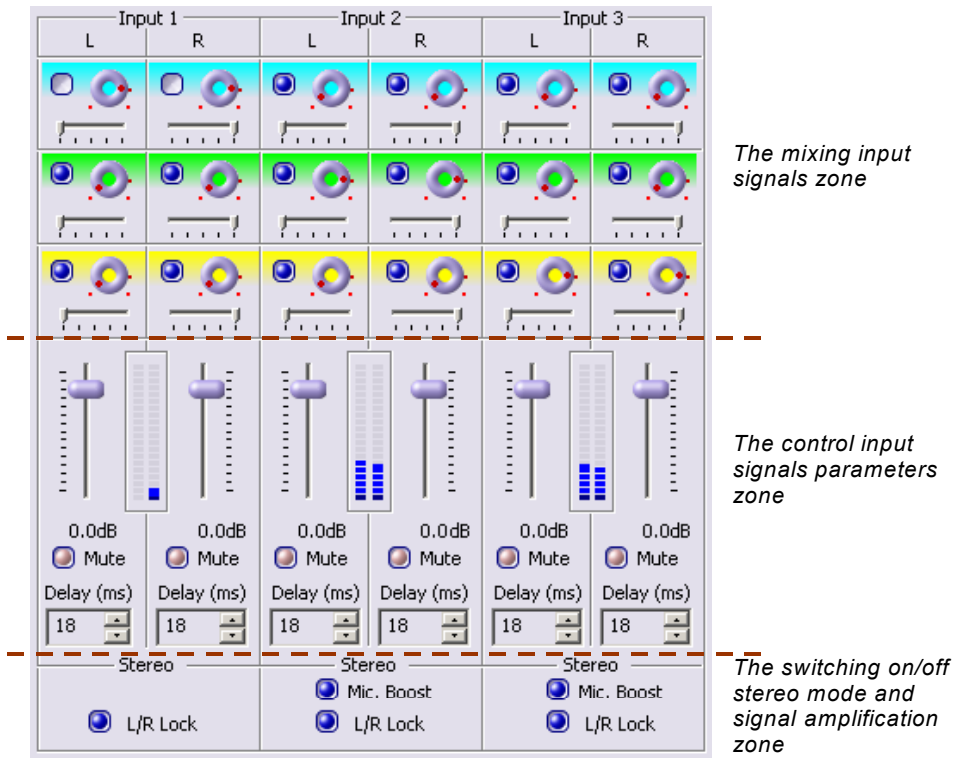 Input 1 Input 2 Input 3
L R L R L R
The mixing input
signals zone
The control input
signals parameters
zone
0.0dB 0.0dB 0.0dB 0.0dB 0.0dB 0.0dB
Mute Mute Mute Mute Mute Mute
Delay (ms) Delay (ms) Delay (ms) Delay (ms) Delay (ms) Delay (ms)
18 18 18 18 18 18
Stereo Stereo Stereo
Mic. Boost Mic. Boost
L/R Lock L/R Lock L/R Lock
The switching on/off
stereo mode and
signal amplification
zone